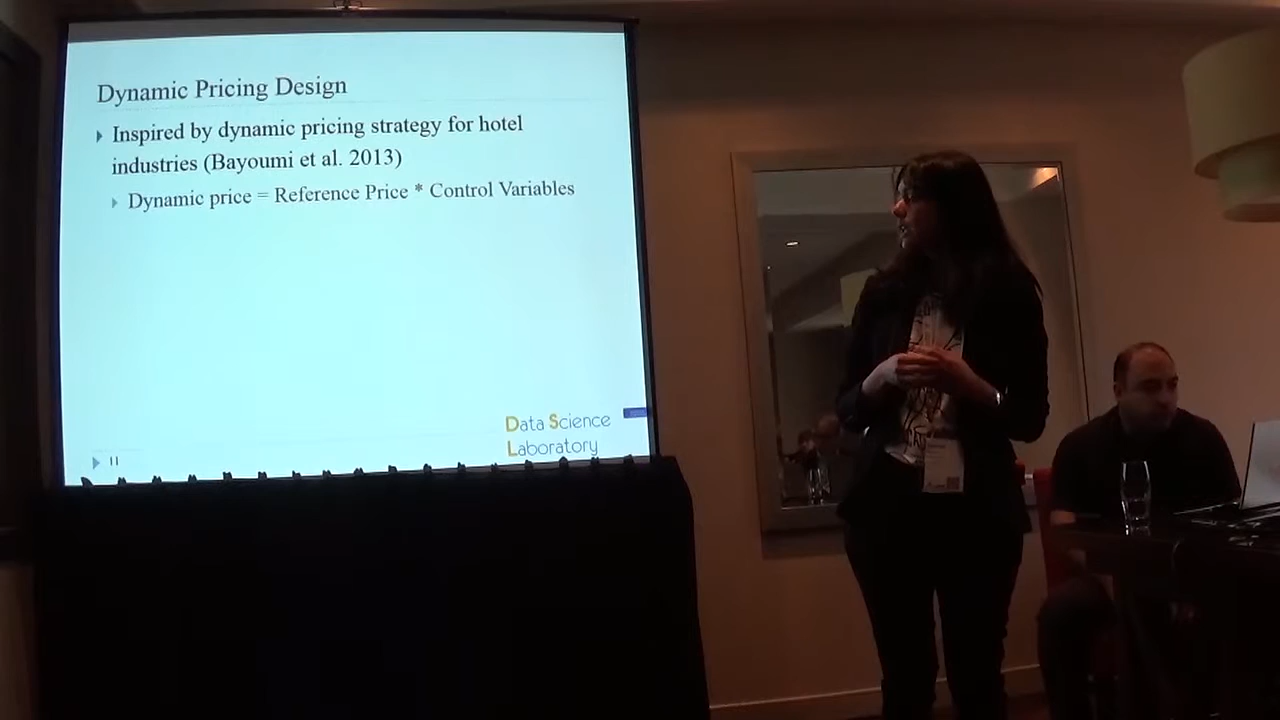 Dynamic Pricing Design
Inspired by dynamic pricing strategy for hotel
industries (Bayoumi et al. 2013)
Dynamic price = Reference Price * Control Variables
Data Science
Laboratory
11